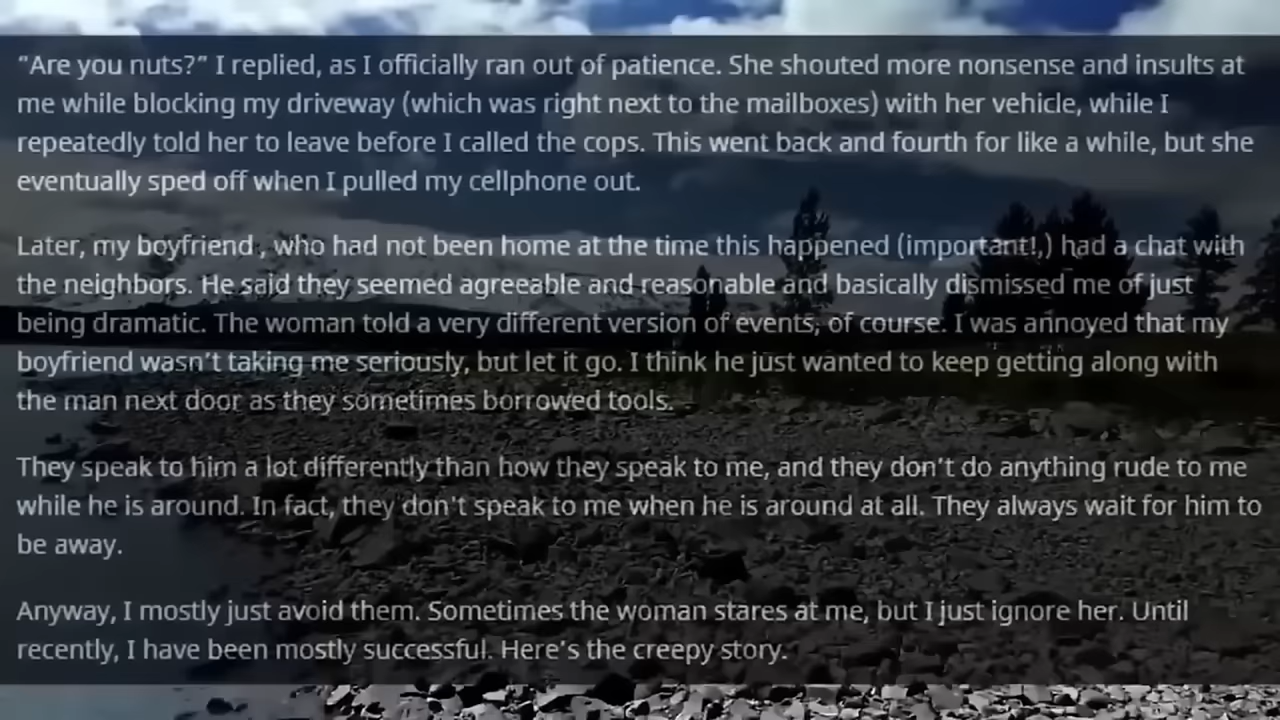 “Are you nuts?” I replied, as I officially ran out of patience. She shouted more nonsense and insults at
me while blocking my driveway (which was right next to the mailboxes) with her vehicle, while I
repeatedly told her to leave before I called the cops. This went back and fourth for like a while, but she
eventually sped off when I pulled my cellphone out.
Later, my boyfriend, who had not been home at the time this happened (important!,) had a chat with
the neighbors. He said they seemed agreeable and reasonable and basically dismissed me of just
being dramatic. The woman told a very different version of events, of course. I was annoyed that my
boyfriend wasn’t taking me seriously, but let it go. I think he just wanted to keep getting along with
the man next door as they sometimes borrowed tools.
They speak to him a lot differently than how they speak to me, and they don’t do anything rude to me
while he is around. In fact, they don't speak to me when he is around at all. They always wait for him to
be away.
Anyway, I mostly just avoid them. Sometimes the woman stares at me, but I just ignore her. Until
recently, I have been mostly successful. Here’s the creepy story.